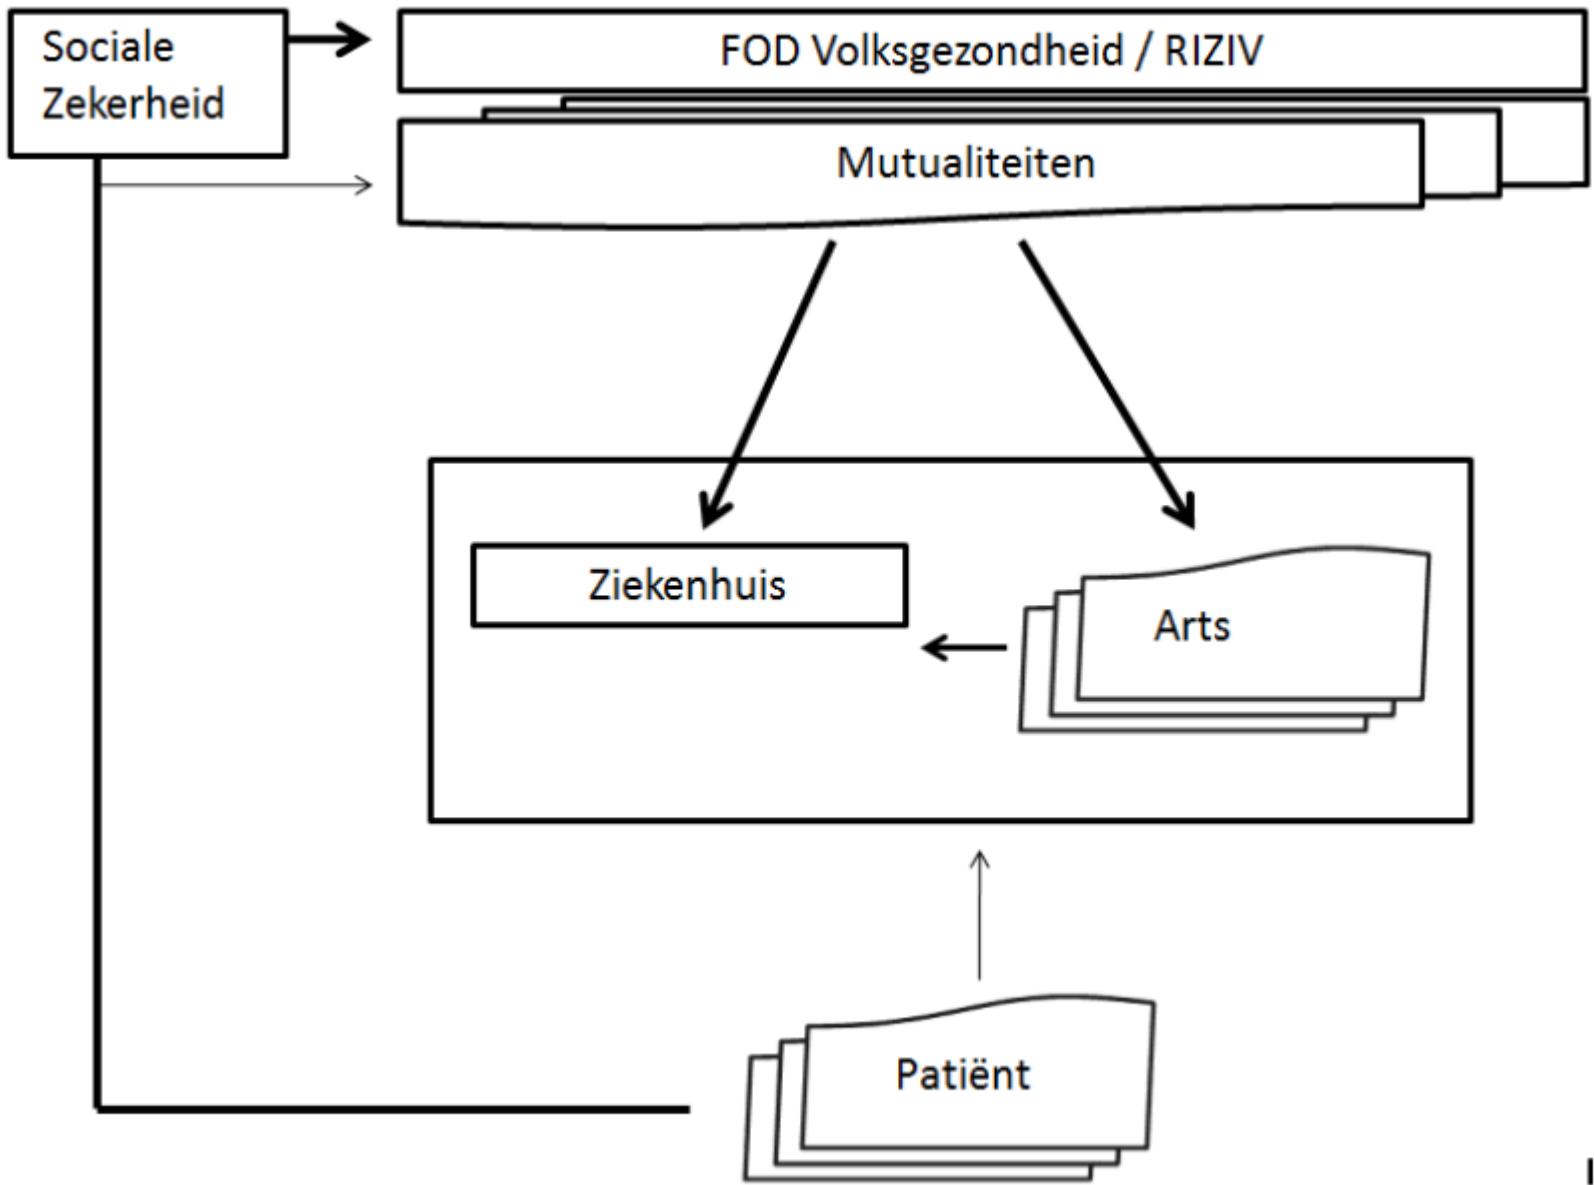 Sociale
Zekerheid
FOD Volksgezondheid / RIZIV
Mutualiteiten
Ziekenhuis
Arts
Patiënt